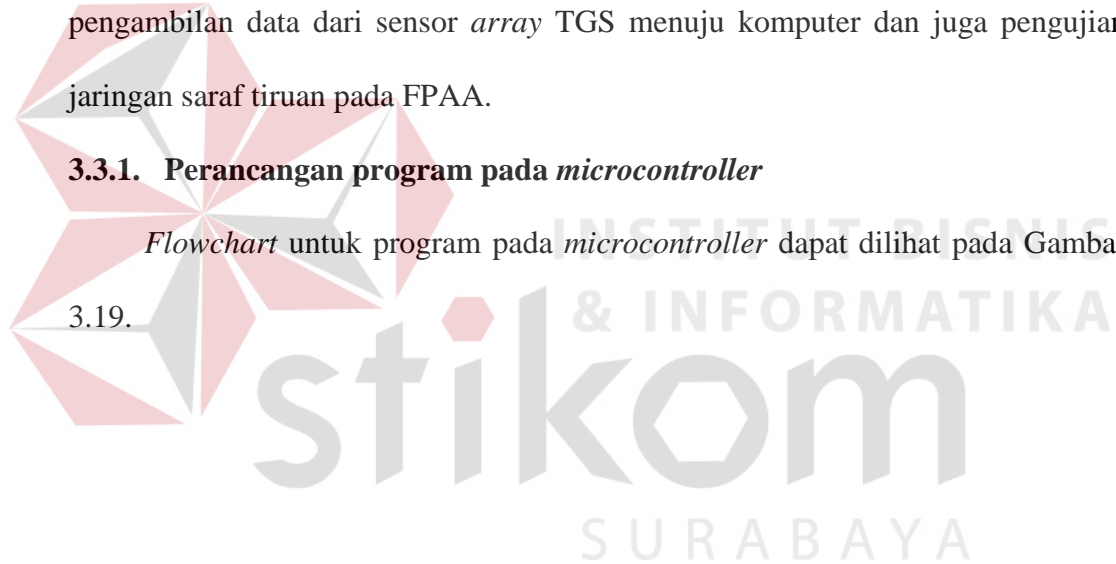 pengambilan data dari sensor array TGS menuju komputer dan juga pengujian
jaringan saraf tiruan pada FPAA.
3.3.1. Perancangan program pada microcontroller
Flowchart untuk program pada microcontroller dapat dilihat pada Gamba
3.19.
INSTITUT BISNIS
& INFORMATIKA
stikom
SURABAYA